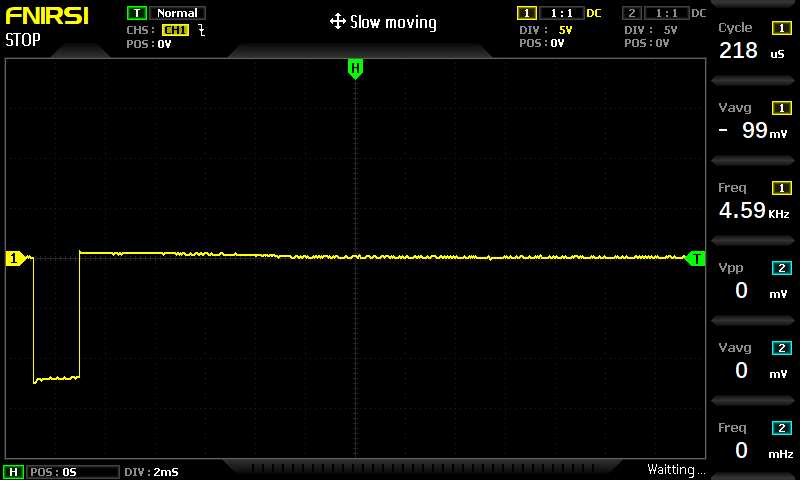 FNIRSI
STOP
T Normal
CHS: CH1
POS: 0V
Slow moving
1 1:1 DC
DIV: 5V
POS: 0V
2 1:1 DC
DIV: 5V
POS: 0V
Cycle 1
218 uS
Vavg 1
- 99 mV
Freq 1
4.59 KHz
Vpp 2
0 mV
Vavg 2
0 mV
Freq 2
0 mHz
H
1
T
H POS: 0S DIV: 2mS
Waitting...